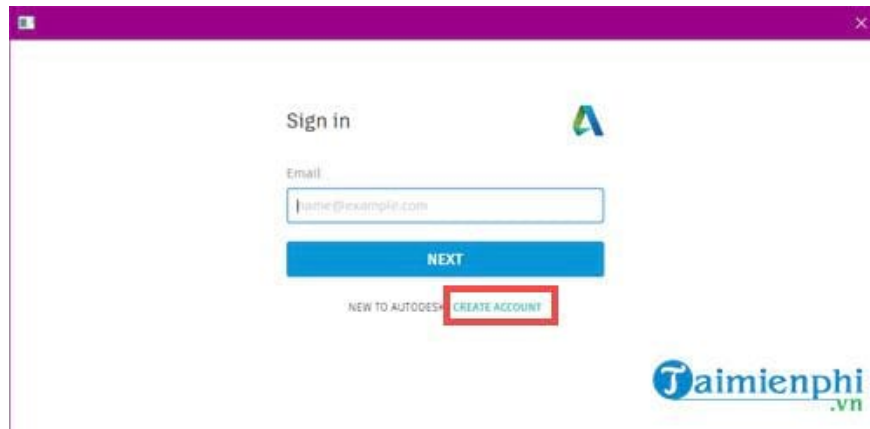 Sign in
Email
name@example.com
NEXT
NEW TO AUTODESK CREATE ACCOUNT
Taimienphi
.vn